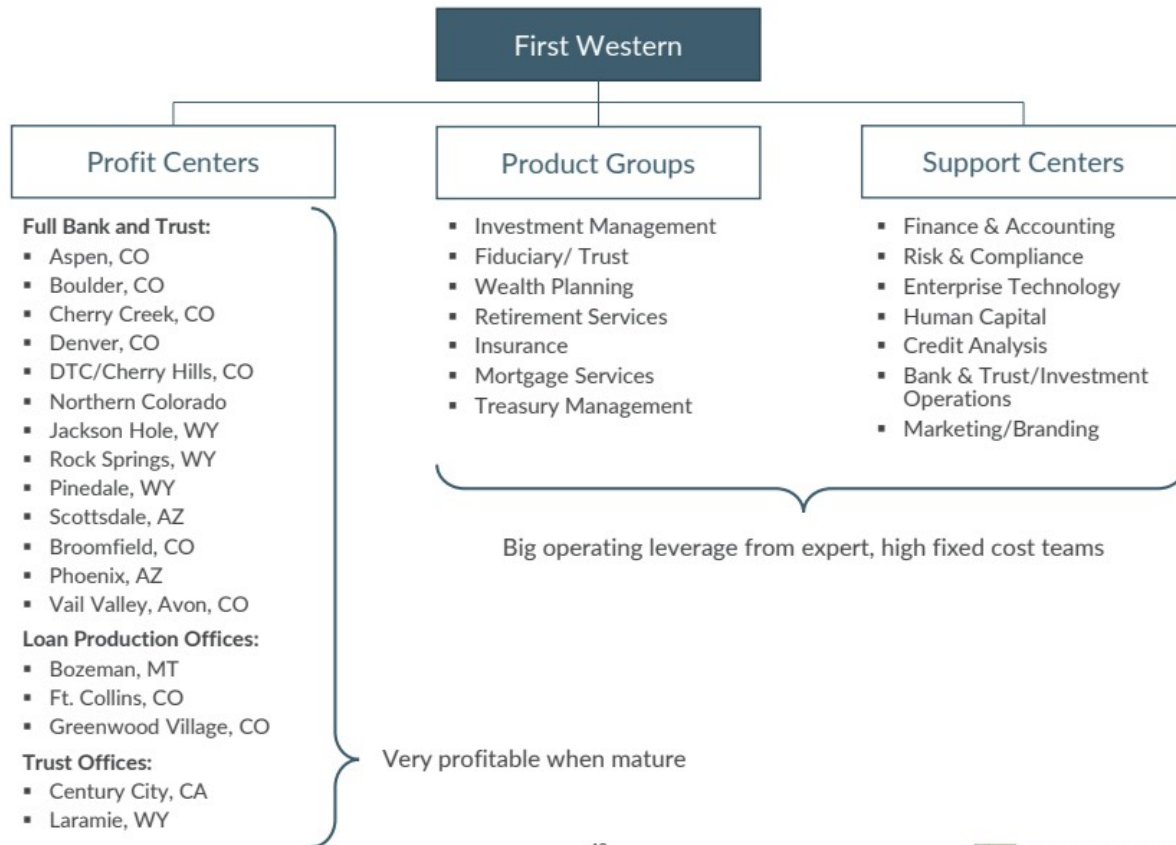 First Western
Profit Centers
Full Bank and Trust:
▪ Aspen, CO
▪ Boulder, CO
▪ Cherry Creek, CO
▪ Denver, CO
▪ DTC/Cherry Hills, CO
▪ Northern Colorado
▪ Jackson Hole, WY
▪ Rock Springs, WY
▪ Pinedale, WY
▪ Scottsdale, AZ
▪ Broomfield, CO
▪ Phoenix, AZ
▪ Vail Valley, Avon, CO
Loan Production Offices:
▪ Bozeman, MT
▪ Ft. Collins, CO
▪ Greenwood Village, CO
Trust Offices:
▪ Century City, CA
▪ Laramie, WY
Very profitable when mature
Product Groups
▪ Investment Management
▪ Fiduciary/ Trust
▪ Wealth Planning
▪ Retirement Services
▪ Insurance
▪ Mortgage Services
▪ Treasury Management
Support Centers
▪ Finance & Accounting
▪ Risk & Compliance
▪ Enterprise Technology
▪ Human Capital
▪ Credit Analysis
▪ Bank & Trust/Investment
Operations
▪ Marketing/Branding
Big operating leverage from expert, high fixed cost teams